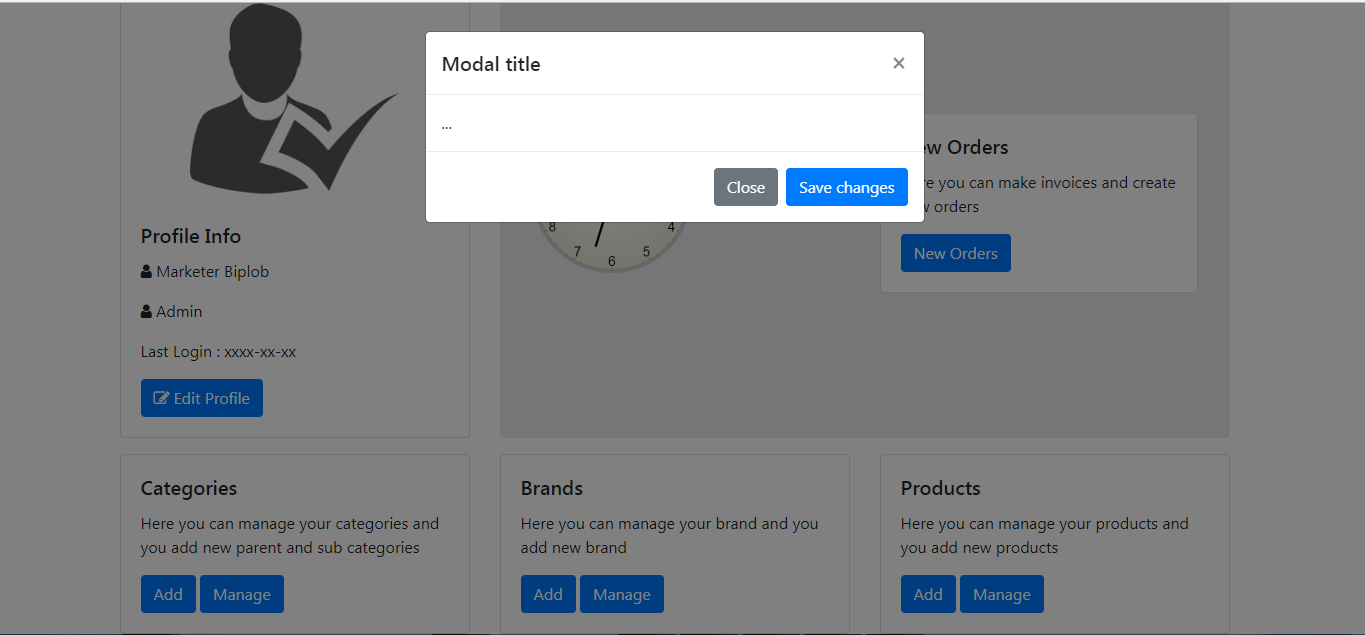 Modal title
×
...
Close
Save changes
Profile Info
Marketer Biplob
Admin
Last Login : xxxx-xx-xx
Edit Profile
8
7
6
5
4
ew Orders
re you can make invoices and create
w orders
New Orders
Categories
Here you can manage your categories and
you add new parent and sub categories
Add
Manage
Brands
Here you can manage your brand and you
add new brand
Add
Manage
Products
Here you can manage your products and
you add new products
Add
Manage